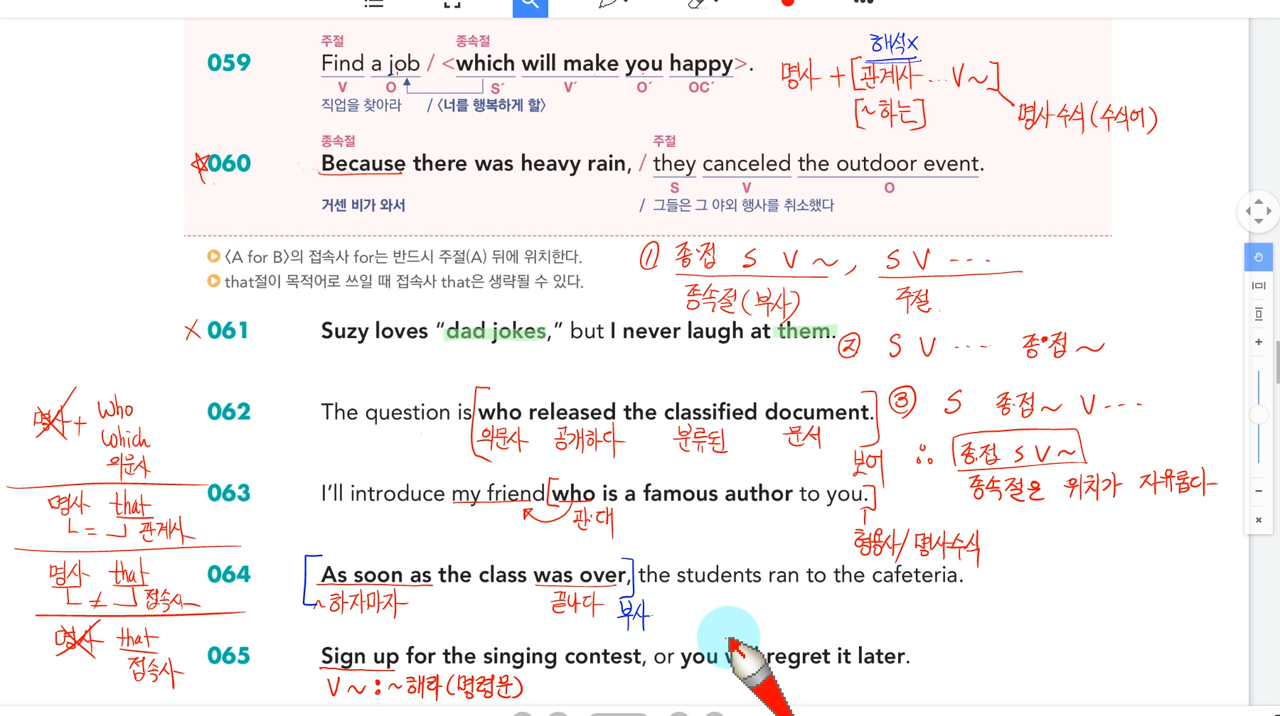 주절 종속절 해석X
059 Find a job / <which will make you happy>. 명사 + [관계사 ... V~]
V O S´ V´ O´ OC´
직업을 찾아라 / 〈너를 행복하게 할〉 [~하는] 명사수식(수식어)
종속절 주절
☆060 Because there was heavy rain, / they canceled the outdoor event.
S V O
거센 비가 와서 / 그들은 그 야외 행사를 취소했다
〈A for B〉의 접속사 for는 반드시 주절(A) 뒤에 위치한다.
that절이 목적어로 쓰일 때 접속사 that은 생략될 수 있다.
① 종·접 S V ~, S V ...
종속절(부사) 주절.
X 061 Suzy loves “dad jokes,” but I never laugh at them.
② S V ... 종·접 ~
③ S 종접~ V ...
∴ 종접 S V ~
종속절은 위치가 자유롭다
062 The question is [who released the classified document.]
의문사 공개하다 분류된 문서
보어
063 I’ll introduce my friend [who is a famous author to you.]
관·대
형용사/명사수식
064 [As soon as the class was over,] the students ran to the cafeteria.
~하자마자 끝나다 부사
065 Sign up for the singing contest, or you regret it later.
V ~ : ~해라 (명령문)
명사 + who
which
의문사
명사 that
= 관계사
명사 that
≠ 접속사
명사 that
접속사